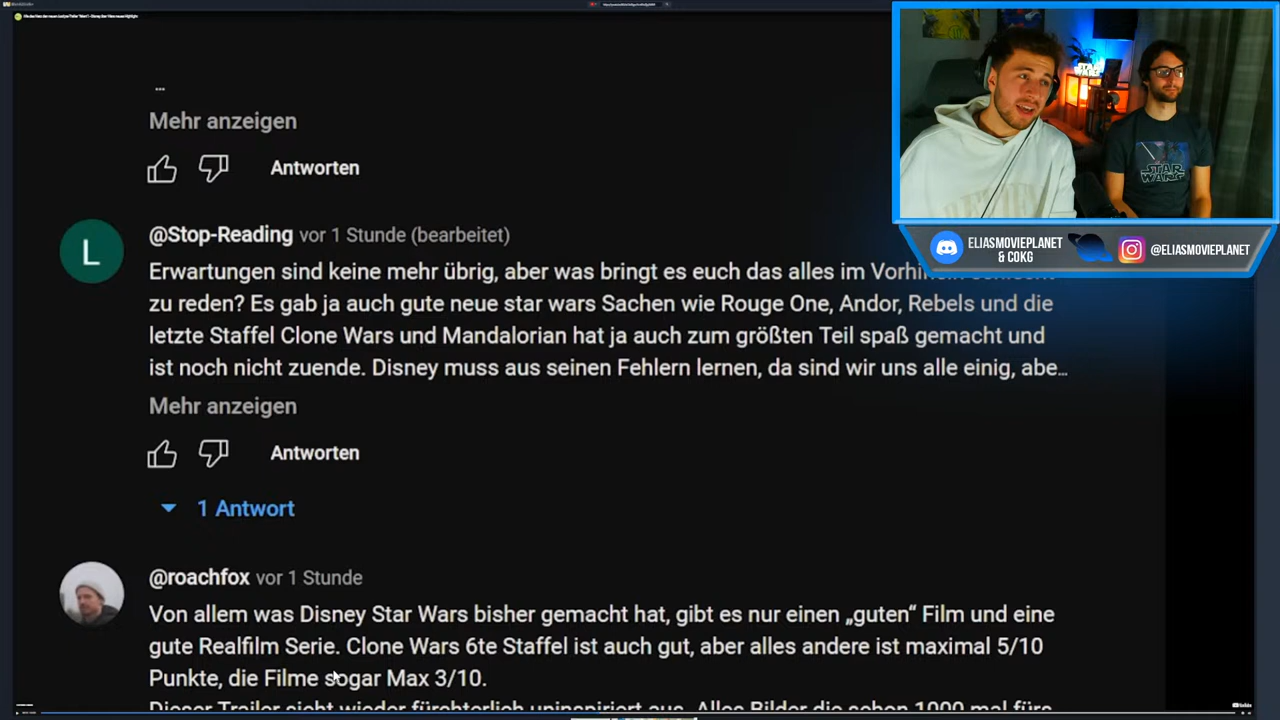 ...
Mehr anzeigen
Antworten
@Stop-Reading vor 1 Stunde (bearbeitet)
Erwartungen sind keine mehr übrig, aber was bringt es euch das alles im
zu reden? Es gab ja auch gute neue star wars Sachen wie Rouge One, Andor, Rebels und die
letzte Staffel Clone Wars und Mandalorian hat ja auch zum größten Teil spaß gemacht und
ist noch nicht zuende. Disney muss aus seinen Fehlern lernen, da sind wir uns alle einig, abe...
Mehr anzeigen
Antworten
1 Antwort
@roachfox vor 1 Stunde
Von allem was Disney Star Wars bisher gemacht hat, gibt es nur einen „guten“ Film und eine
gute Realfilm Serie. Clone Wars 6te Staffel ist auch gut, aber alles andere ist maximal 5/10
Punkte, die Filme sogar Max 3/10.
Dieser Trailer sieht wieder fürchterlich uninspiriert aus. Alles Bilder die schon 1000 mal fürs
L
STAR
WARS
STAR
WARS
ELIASMOVIEPLANET
& COKG
@ELIASMOVIEPLANET
YouTube